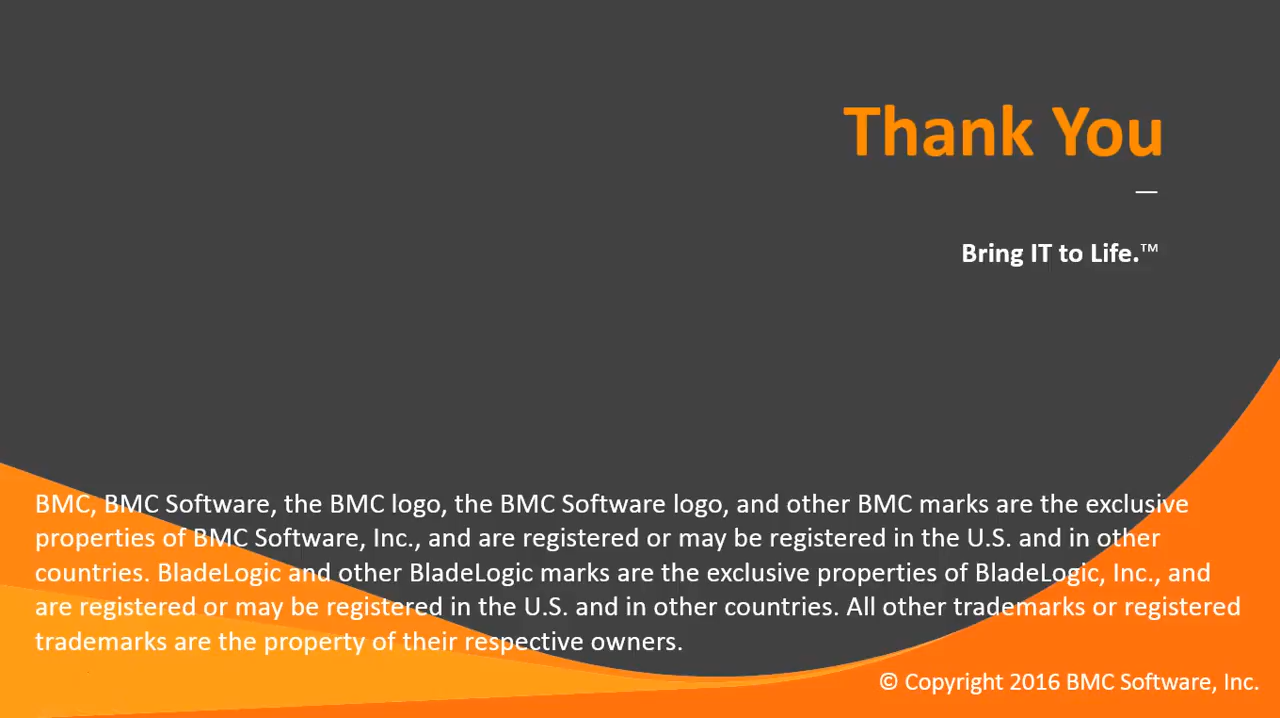 Thank You
Bring IT to Life.™
BMC, BMC Software, the BMC logo, the BMC Software logo, and other BMC marks are the exclusive
properties of BMC Software, Inc., and are registered or may be registered in the U.S. and in other
countries. BladeLogic and other BladeLogic marks are the exclusive properties of BladeLogic, Inc., and
are registered or may be registered in the U.S. and in other countries. All other trademarks or registered
trademarks are the property of their respective owners.
© Copyright 2016 BMC Software, Inc.